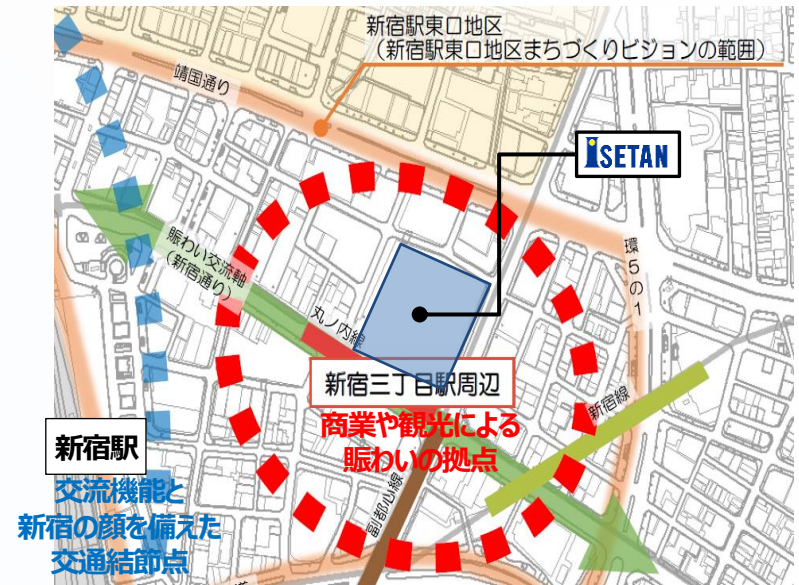 新宿駅東口地区
（新宿駅東口地区まちづくりビジョンの範囲）
靖国通り
ISETAN
環5の1
賑わい交流軸
（新宿通り）
丸ノ内線
新宿三丁目駅周辺
商業や観光による
賑わいの拠点
新宿線
新宿駅
交流機能と
新宿の顔を備えた
交通結節点
副都心線